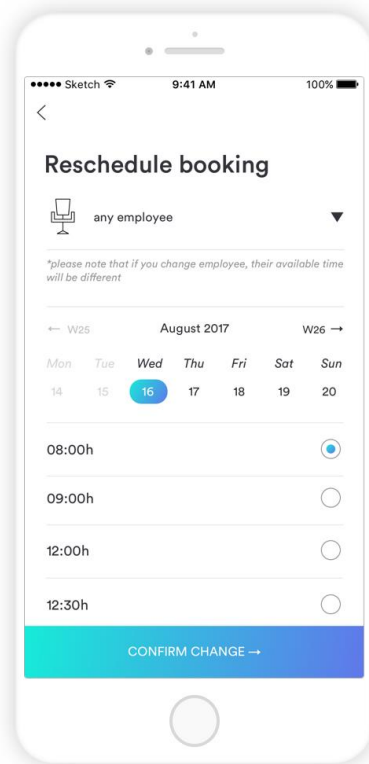 ●●●●● Sketch 9:41 AM 100%
Reschedule booking
any employee
*please note that if you change employee, their available time
will be different
← W25 August 2017 W26 →
Mon Tue Wed Thu Fri Sat Sun
14 15 16 17 18 19 20
08:00h
09:00h
12:00h
12:30h
CONFIRM CHANGE →